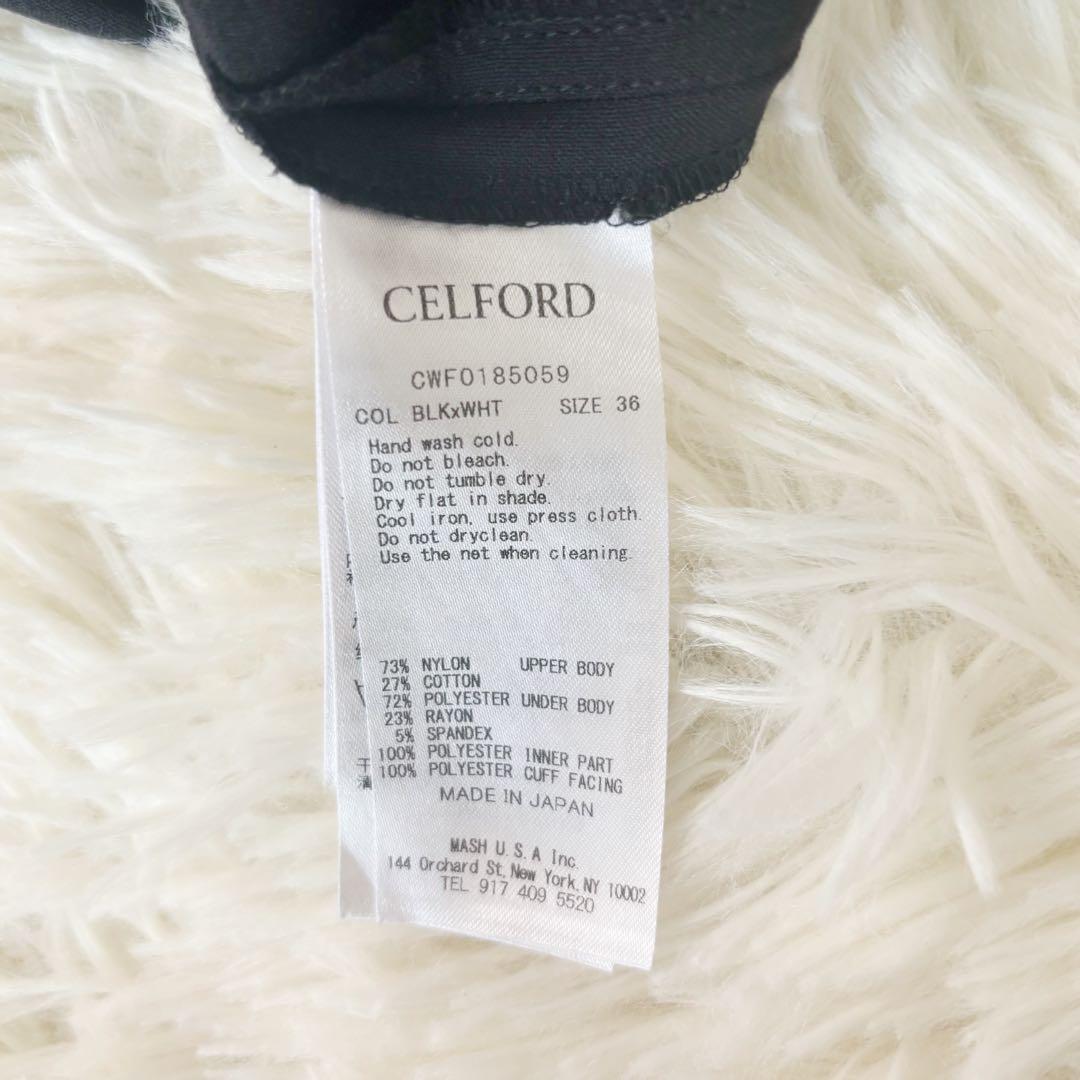 CELFORD
CWFO185059
COL BLKxWHT SIZE 36
Hand wash cold.
Do not bleach.
Do not tumble dry.
Dry flat in shade.
Cool iron, use press cloth.
Do not dryclean.
Use the net when cleaning.
73% NYLON UPPER BODY
27% COTTON
72% POLYESTER UNDER BODY
23% RAYON
5% SPANDEX
100% POLYESTER INNER PART
100% POLYESTER CUFF FACING
MADE IN JAPAN
MASH U.S.A Inc.
144 Orchard St, New York, NY 10002
TEL 917 409 5520